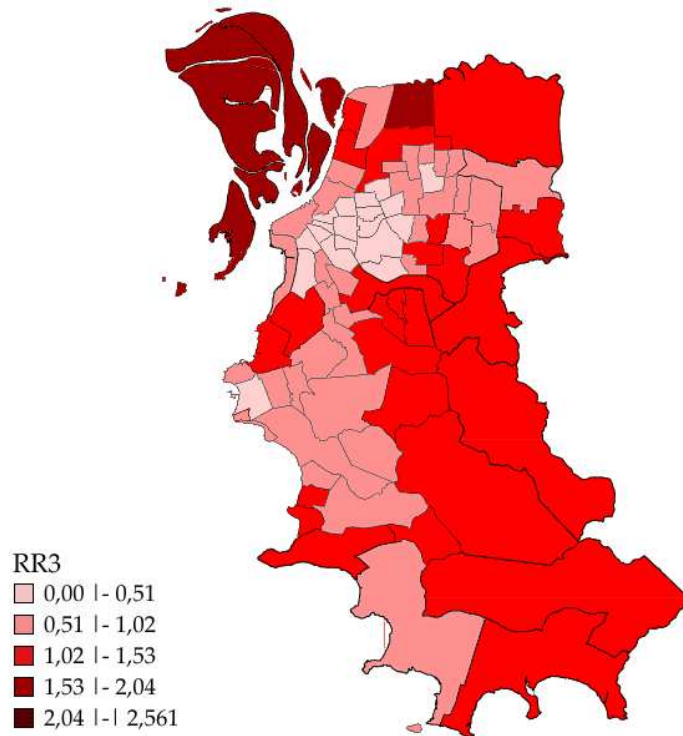 RR3
0,00 |- 0,51
0,51 |- 1,02
1,02 |- 1,53
1,53 |- 2,04
2,04 |-| 2,561